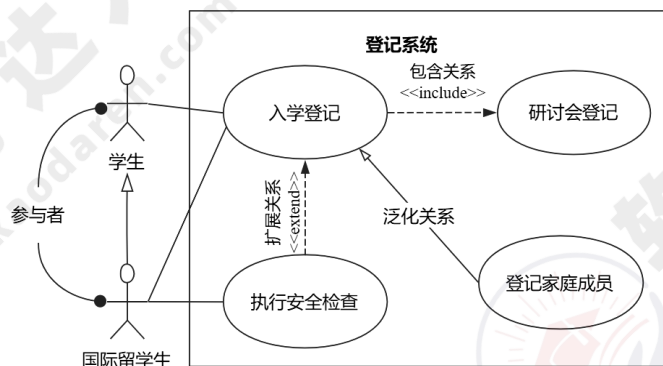 登记系统
包含关系
<<include>>
入学登记
研讨会登记
学生
扩展关系
<<extend>>
泛化关系
参与者
执行安全检查
登记家庭成员
国际留学生